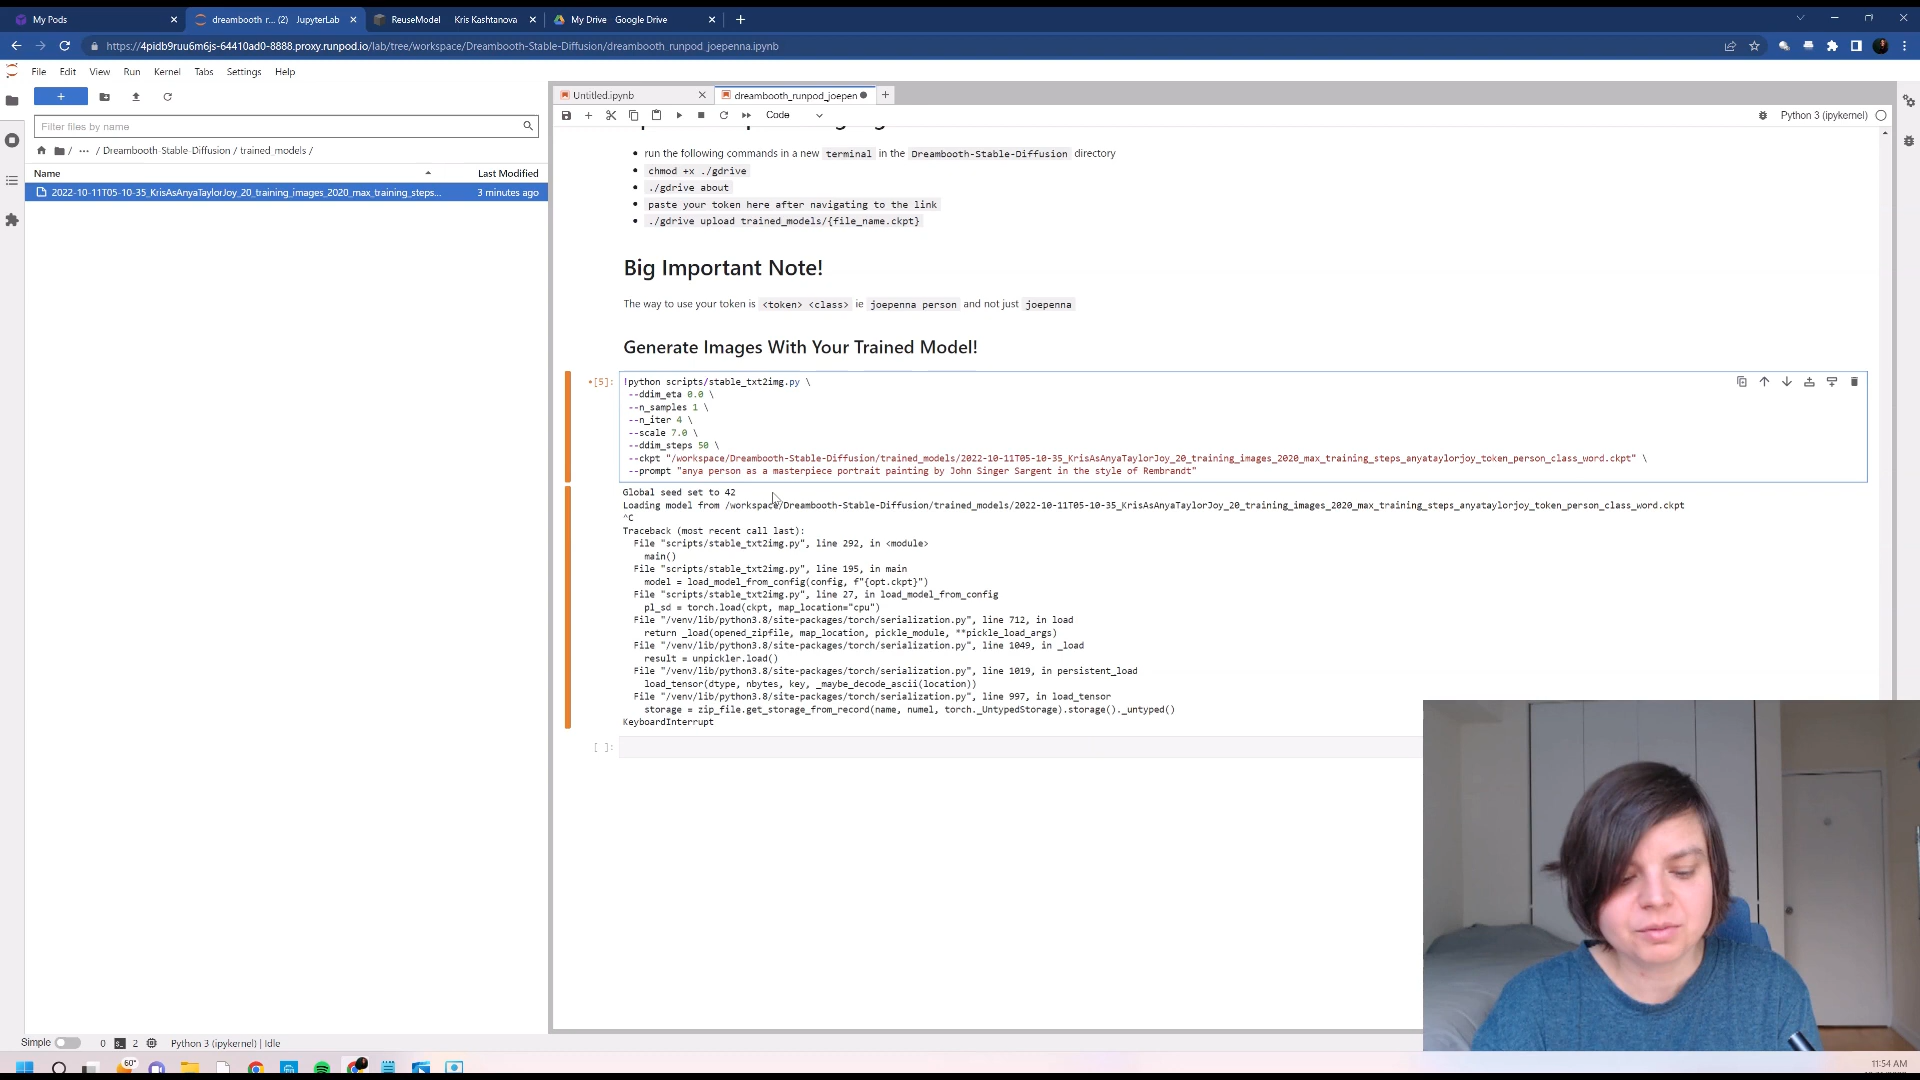 My Pods
dreambooth r... (2) JupyterLab
ReuseModel Kris Kashtanova
My Drive Google Drive
https://4pidb9ruu6m6js-64410ad0-8888.proxy.runpod.io/lab/tree/workspace/Dreambooth-Stable-Diffusion/dreambooth_runpod_joepenna.ipynb
File Edit View Run Kernel Tabs Settings Help
Filter files by name
/ ··· / Dreambooth-Stable-Diffusion / trained_models /
Name Last Modified
2022-10-11T05-10-35_KrisAsAnyaTaylorJoy_20_training_images_2020_max_training_steps... 3 minutes ago
Untitled.ipynb
dreambooth_runpod_joepen
Code
Python 3 (ipykernel)
• run the following commands in a new terminal in the Dreambooth-Stable-Diffusion directory
• chmod +x ./gdrive
• ./gdrive about
• paste your token here after navigating to the link
• ./gdrive upload trained_models/{file_name.ckpt}
Big Important Note!
The way to use your token is <token> <class> ie joepenna person and not just joepenna
Generate Images With Your Trained Model!
•[5]: !python scripts/stable_txt2img.py \
--ddim_eta 0.0 \
--n_samples 1 \
--n_iter 4 \
--scale 7.0 \
--ddim_steps 50 \
--ckpt "/workspace/Dreambooth-Stable-Diffusion/trained_models/2022-10-11T05-10-35_KrisAsAnyaTaylorJoy_20_training_images_2020_max_training_steps_anyataylorjoy_token_person_class_word.ckpt" \
--prompt "anya person as a masterpiece portrait painting by John Singer Sargent in the style of Rembrandt"
Global seed set to 42
Loading model from /workspace/Dreambooth-Stable-Diffusion/trained_models/2022-10-11T05-10-35_KrisAsAnyaTaylorJoy_20_training_images_2020_max_training_steps_anyataylorjoy_token_person_class_word.ckpt
^C
Traceback (most recent call last):
File "scripts/stable_txt2img.py", line 292, in <module>
main()
File "scripts/stable_txt2img.py", line 195, in main
model = load_model_from_config(config, f"{opt.ckpt}")
File "scripts/stable_txt2img.py", line 27, in load_model_from_config
pl_sd = torch.load(ckpt, map_location="cpu")
File "/venv/lib/python3.8/site-packages/torch/serialization.py", line 712, in load
return _load(opened_zipfile, map_location, pickle_module, **pickle_load_args)
File "/venv/lib/python3.8/site-packages/torch/serialization.py", line 1049, in _load
result = unpickler.load()
File "/venv/lib/python3.8/site-packages/torch/serialization.py", line 1019, in persistent_load
load_tensor(dtype, nbytes, key, _maybe_decode_ascii(location))
File "/venv/lib/python3.8/site-packages/torch/serialization.py", line 997, in load_tensor
storage = zip_file.get_storage_from_record(name, numel, torch._UntypedStorage).storage()._untyped()
KeyboardInterrupt
[ ]:
Simple 0 2 Python 3 (ipykernel) | Idle
60°
11:54 AM